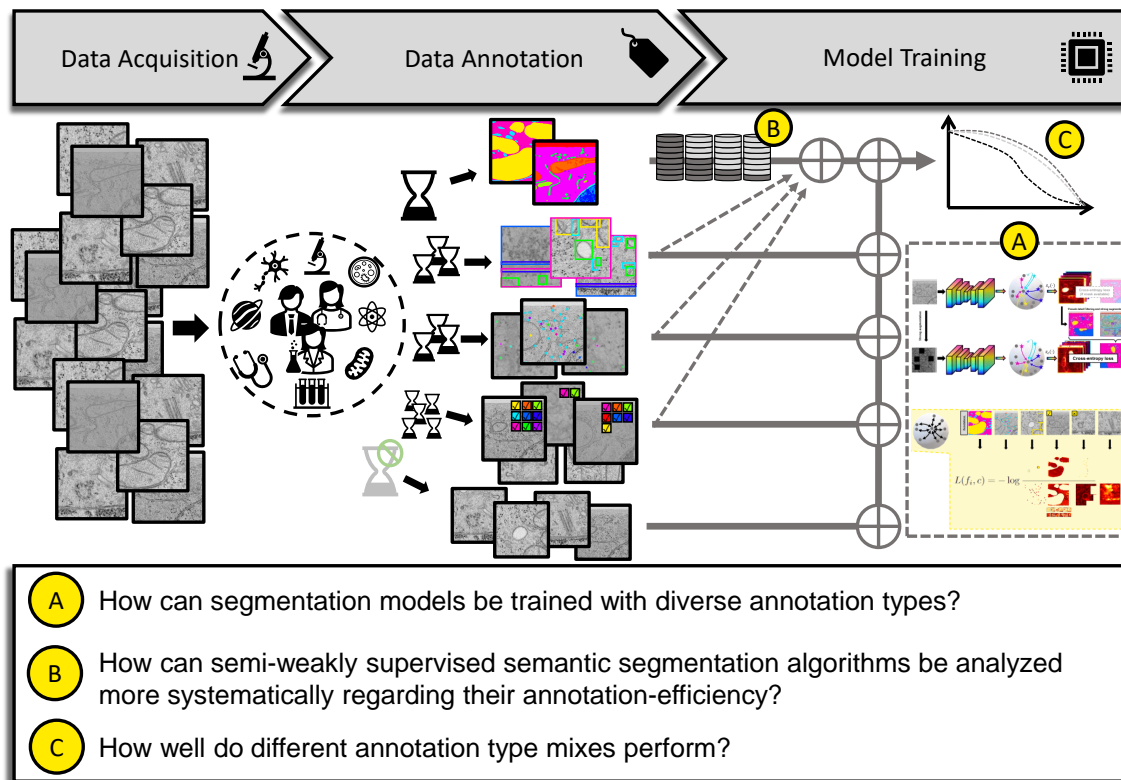 Data Acquisition
Data Annotation
Model Training
B
C
A
Cross-entropy loss
L(f_i, c) = − log
A
How can segmentation models be trained with diverse annotation types?
B
How can semi-weakly supervised semantic segmentation algorithms be analyzed
more systematically regarding their annotation-efficiency?
C
How well do different annotation type mixes perform?